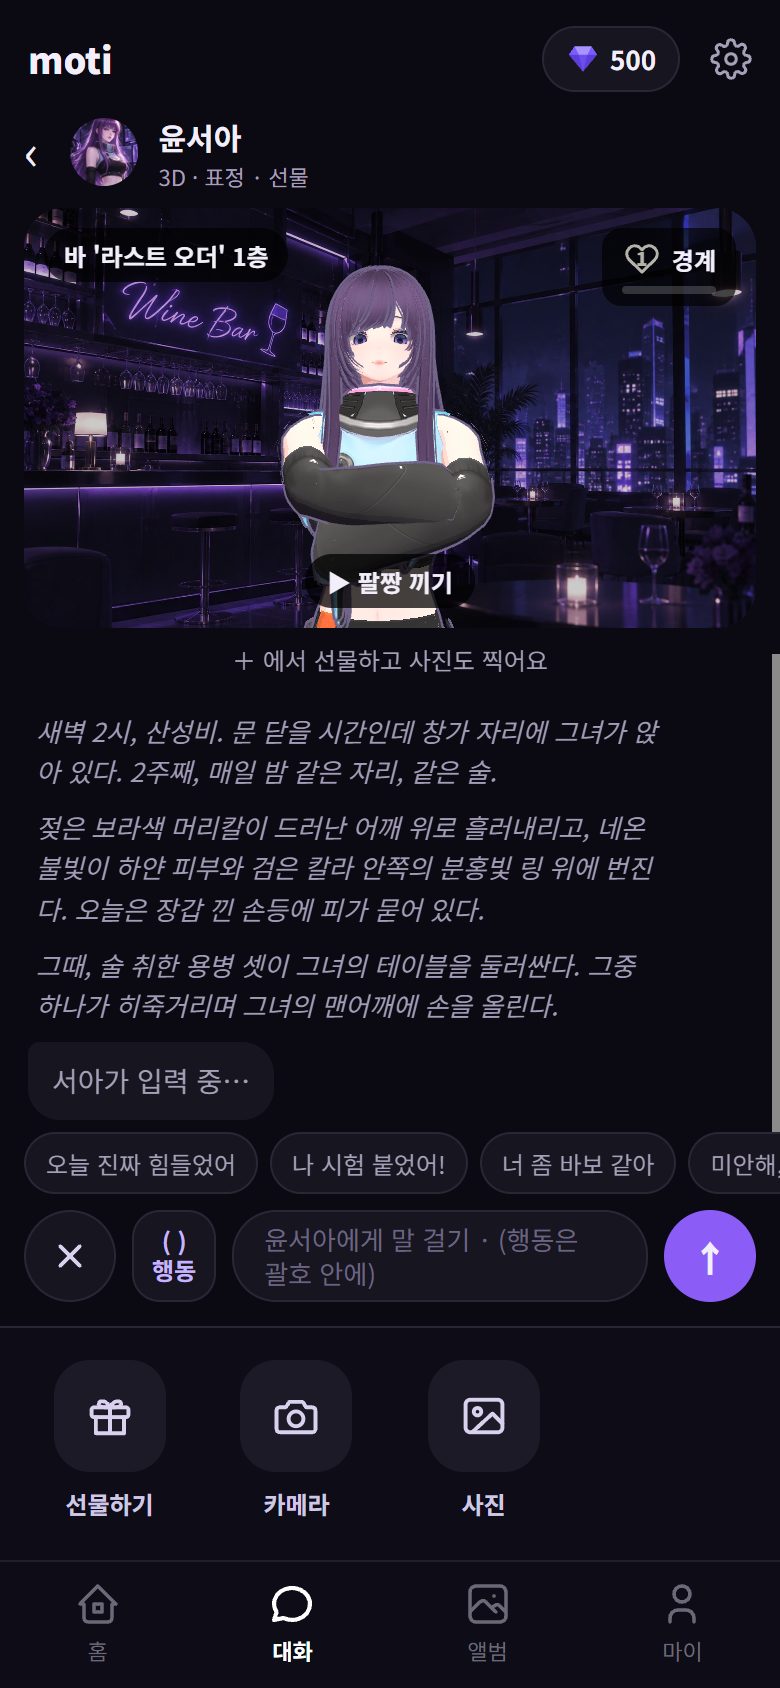 moti
500
윤서아
3D · 표정 · 선물
바 '라스트 오더' 1층
1 경계
Wine Bar
▶ 팔짱 끼기
+ 에서 선물하고 사진도 찍어요
새벽 2시, 산성비. 문 닫을 시간인데 창가 자리에 그녀가 앉
아 있다. 2주째, 매일 밤 같은 자리, 같은 술.
젖은 보라색 머리칼이 드러난 어깨 위로 흘러내리고, 네온
불빛이 하얀 피부와 검은 칼라 안쪽의 분홍빛 링 위에 번진
다. 오늘은 장갑 낀 손등에 피가 묻어 있다.
그때, 술 취한 용병 셋이 그녀의 테이블을 둘러싼다. 그중
하나가 히죽거리며 그녀의 맨어깨에 손을 올린다.
서아가 입력 중···
오늘 진짜 힘들었어
나 시험 붙었어!
너 좀 바보 같아
미안해,
( )
행동
윤서아에게 말 걸기 · (행동은
괄호 안에)
선물하기
카메라
사진
홈
대화
앨범
마이